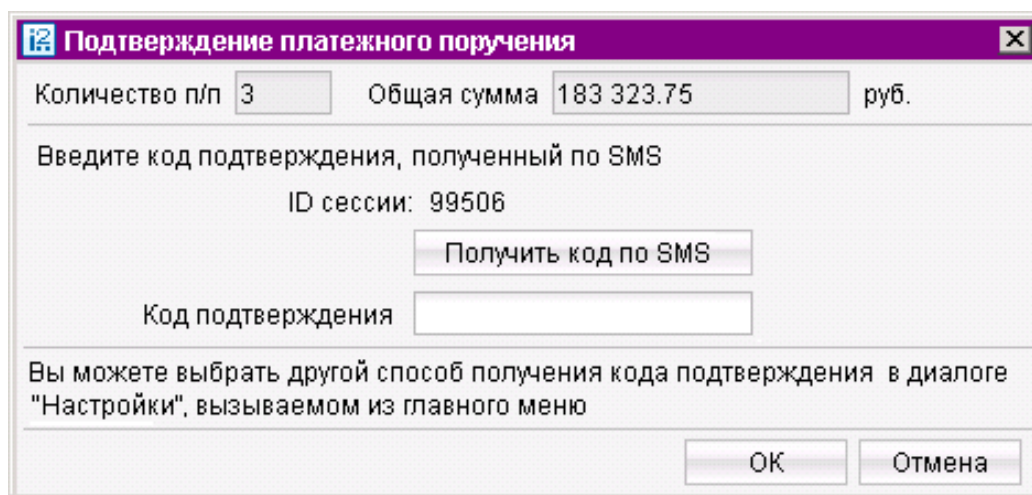 Подтверждение платежного поручения
Количество п/п 3 Общая сумма 183 323.75 руб.
Введите код подтверждения, полученный по SMS
ID сессии: 99506
Получить код по SMS
Код подтверждения
Вы можете выбрать другой способ получения кода подтверждения в диалоге
"Настройки", вызываемом из главного меню
ОК Отмена